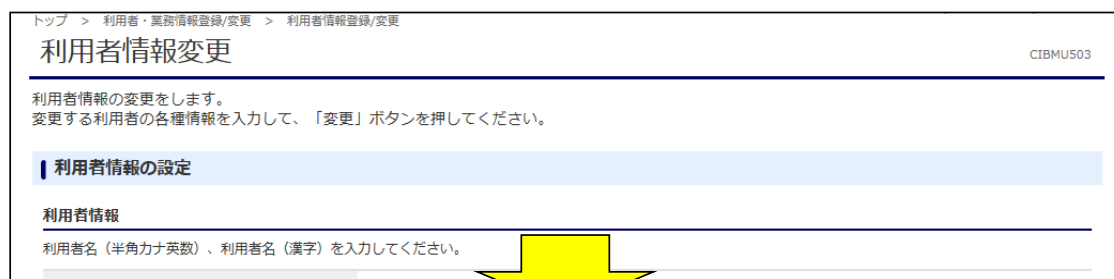 トップ > 利用者・業務情報登録/変更 > 利用者情報登録/変更
利用者情報変更
CIBMU503
利用者情報の変更をします。
変更する利用者の各種情報を入力して、「変更」ボタンを押してください。
利用者情報の設定
利用者情報
利用者名（半角カナ英数）、利用者名（漢字）を入力してください。